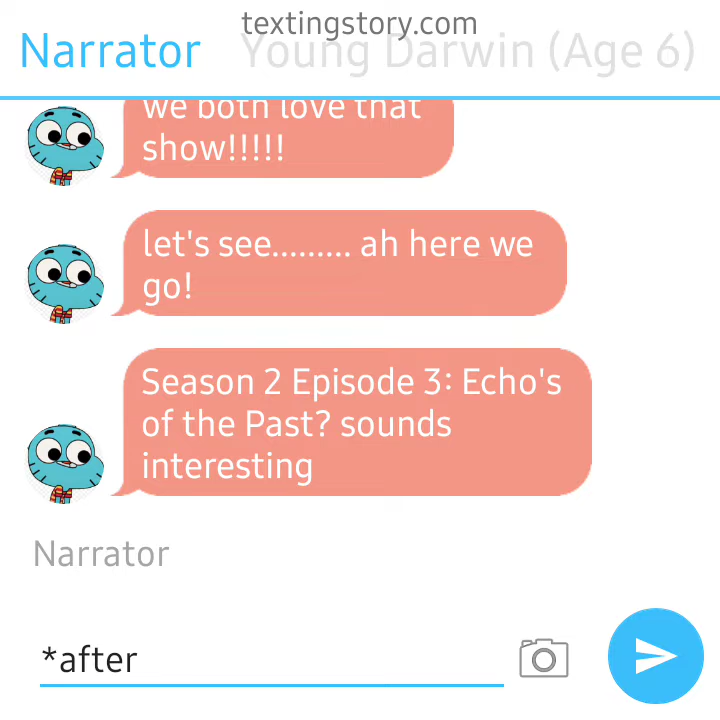 textingstory.com
Narrator Young Darwin (Age 6)
we both love that
show!!!!!
let's see......... ah here we
go!
Season 2 Episode 3: Echo's
of the Past? sounds
interesting
Narrator
*after